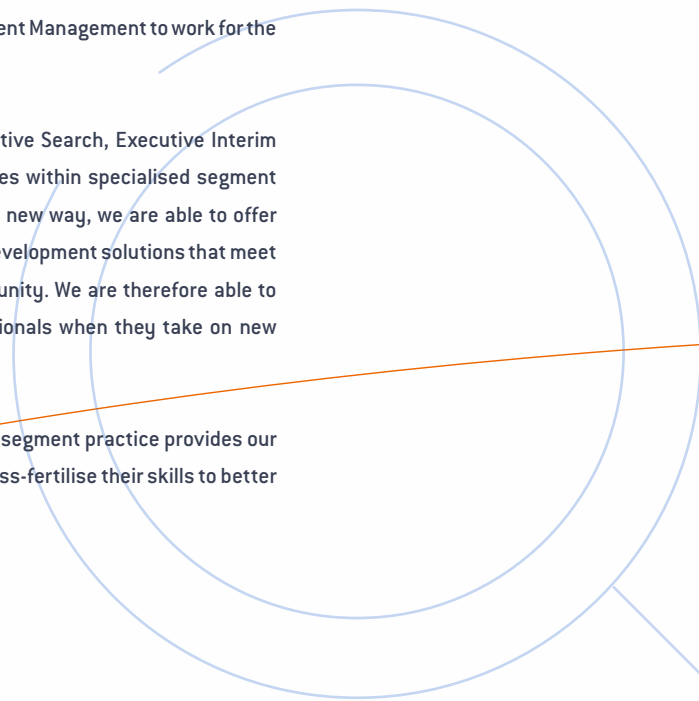 ent Management to work for the
tive Search, Executive Interim
es within specialised segment
new way, we are able to offer
evelopment solutions that meet
unity. We are therefore able to
ionals when they take on new
segment practice provides our
ss-fertilise their skills to better